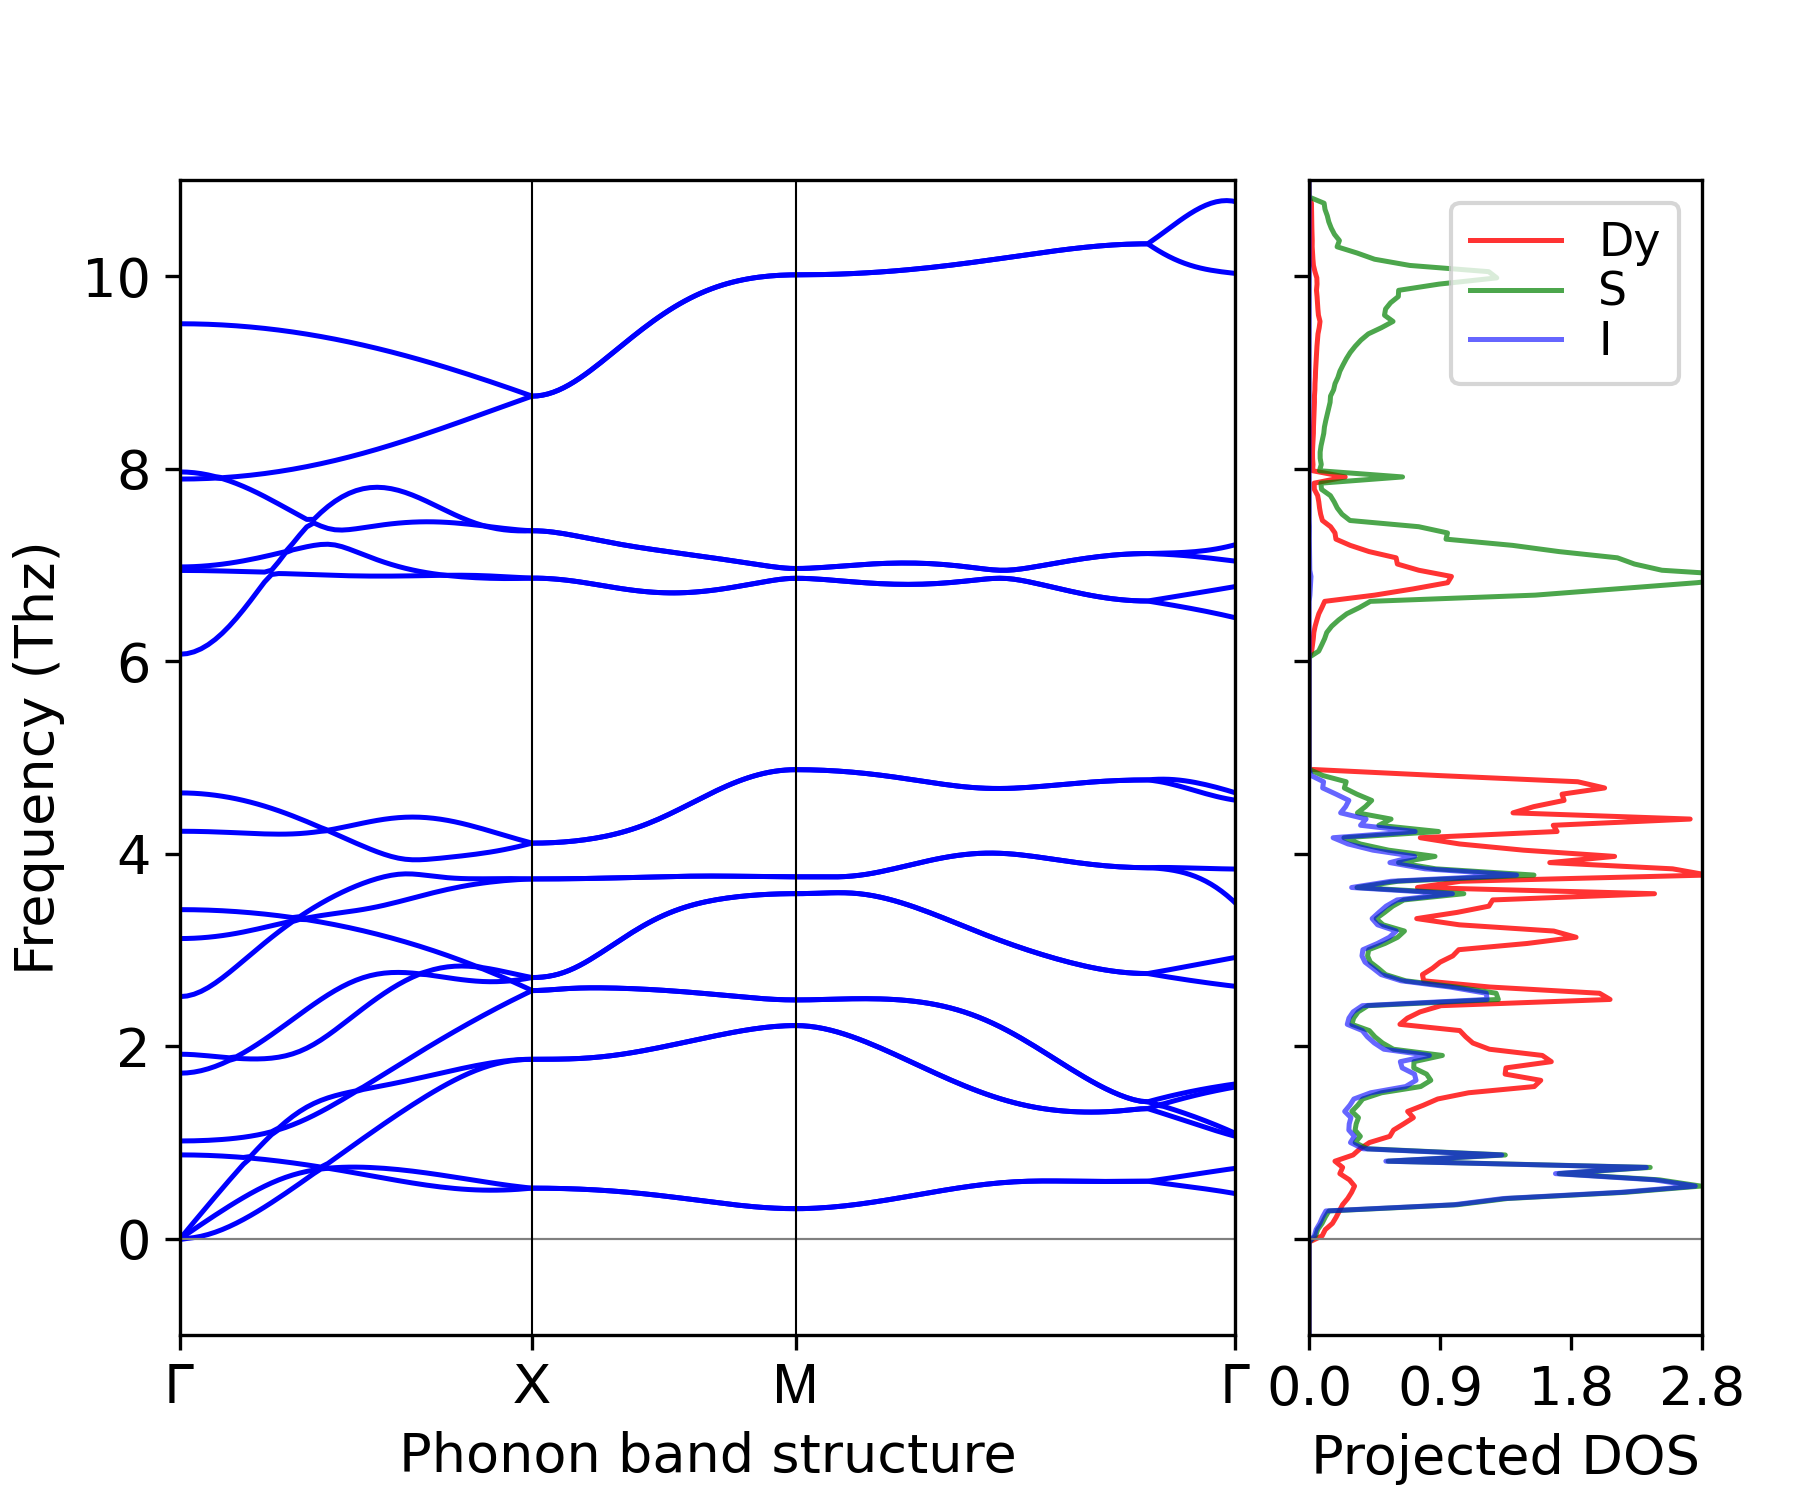 Frequency (Thz)
10
8
6
4
2
0
Γ X M Γ
Phonon band structure
Dy
S
I
0.0 0.9 1.8 2.8
Projected DOS